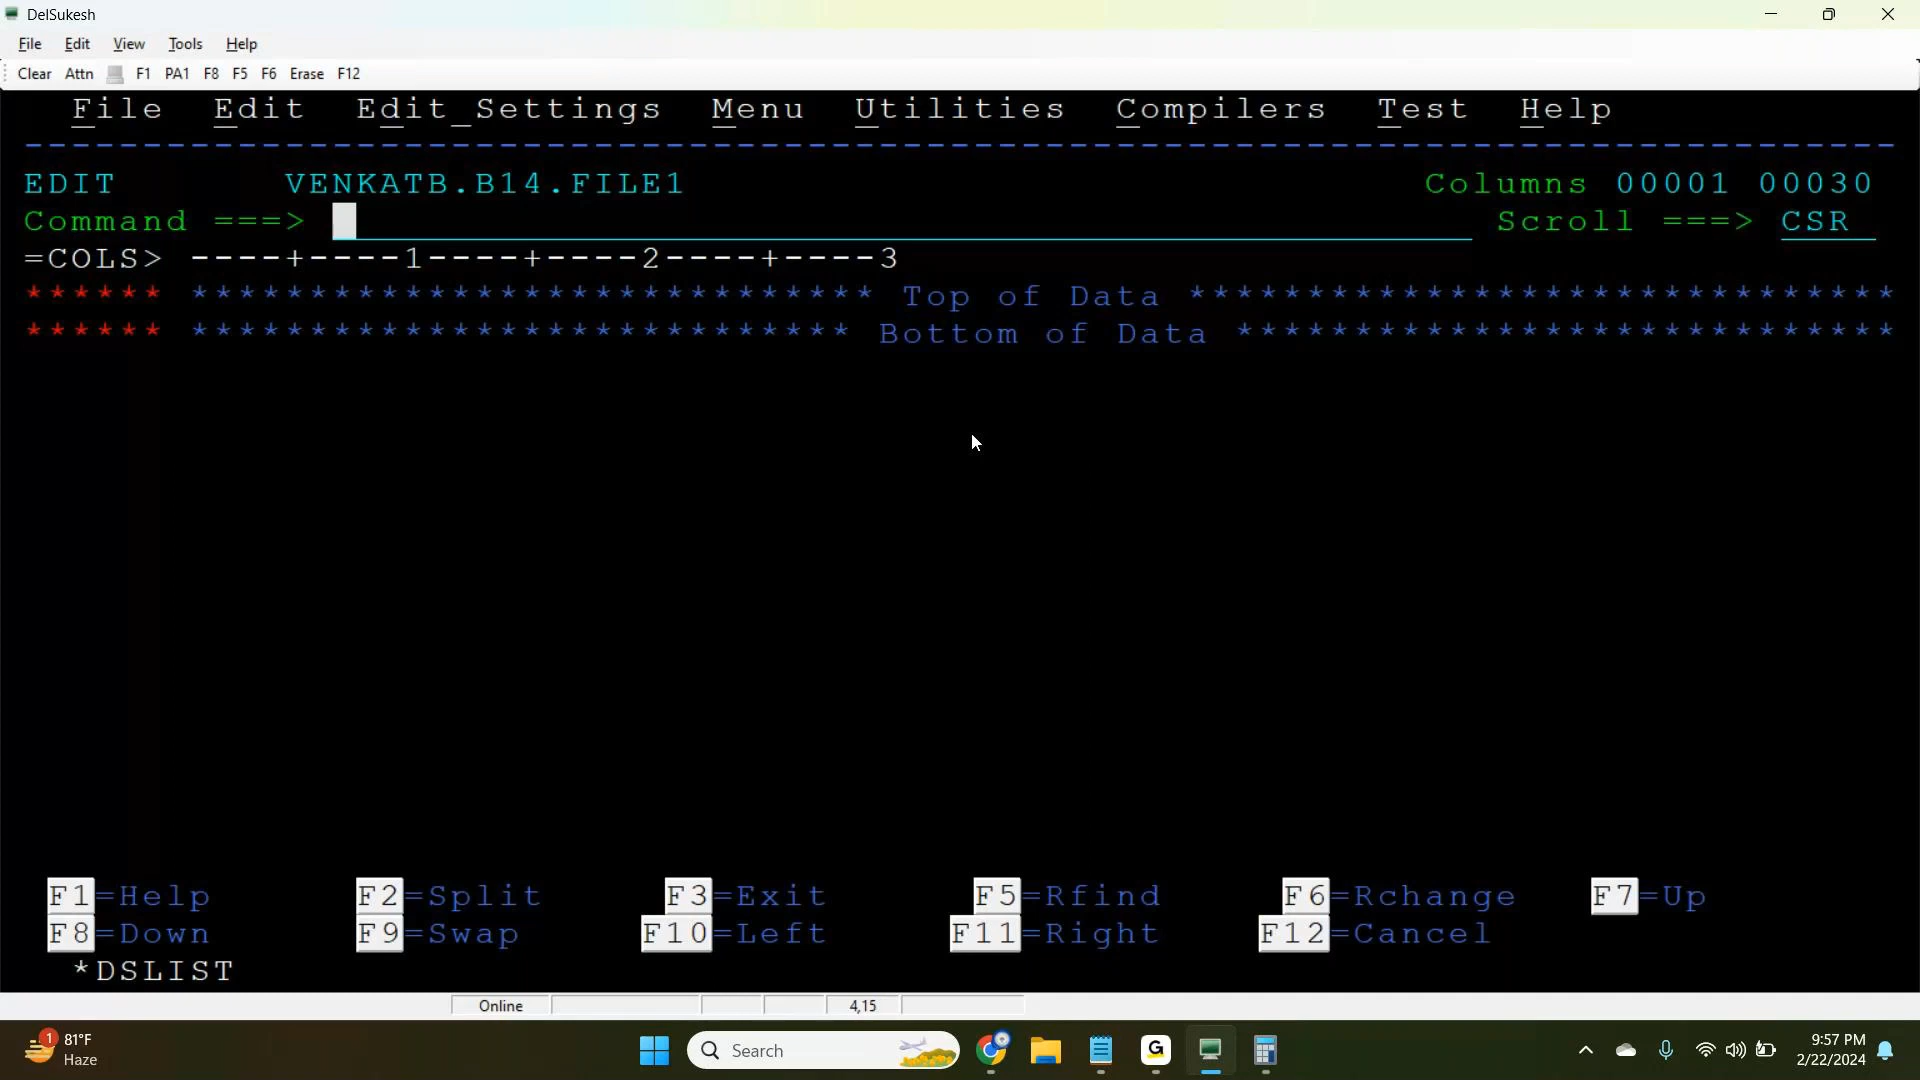 DelSukesh
File Edit View Tools Help
Clear Attn F1 PA1 F8 F5 F6 Erase F12
File Edit Edit_Settings Menu Utilities Compilers Test Help
--------------------------------------------------------------------------------
EDIT VENKATB.B14.FILE1 Columns 00001 00030
Command ===> Scroll ===> CSR
=COLS> ----+----1----+----2----+----3
****** ***************************** Top of Data ******************************
****** **************************** Bottom of Data ****************************
F1=Help F2=Split F3=Exit F5=Rfind F6=Rchange F7=Up
F8=Down F9=Swap F10=Left F11=Right F12=Cancel
*DSLIST
Online 4,15
1 81°F Search 9:57 PM
Haze 2/22/2024